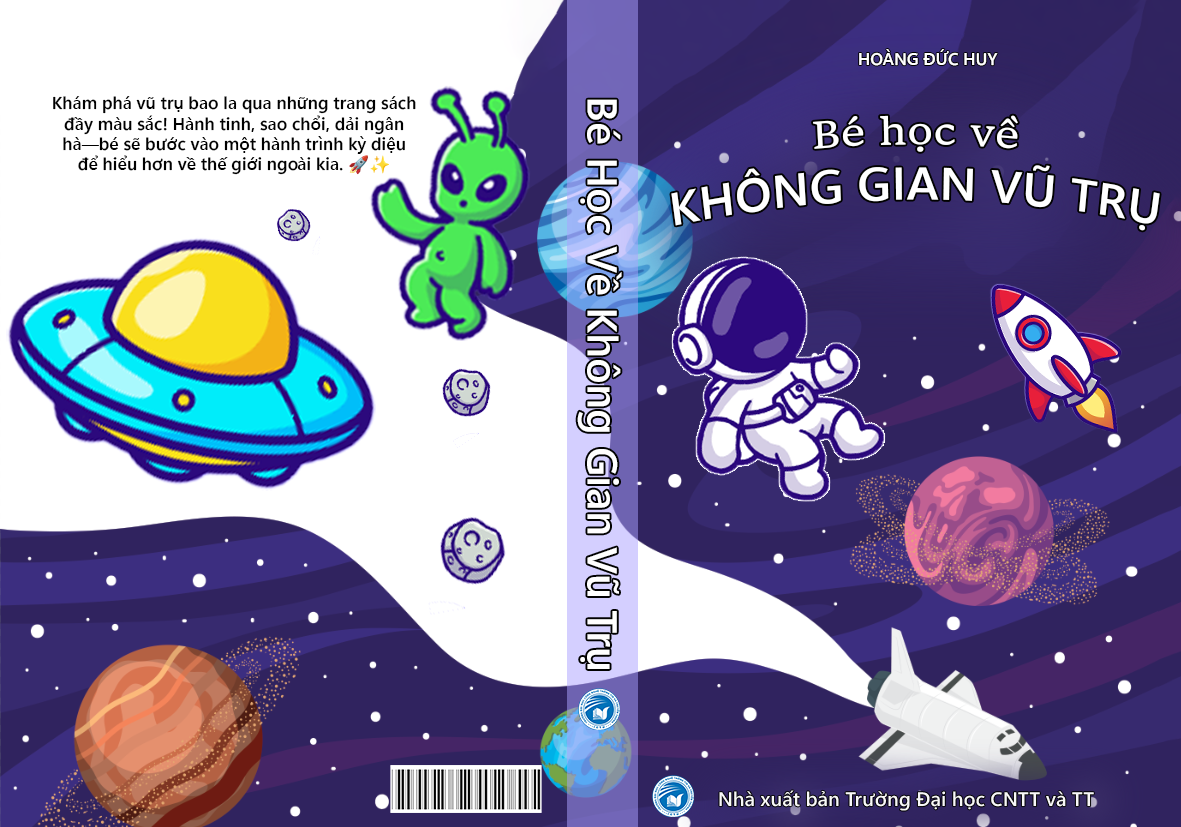 Khám phá vũ trụ bao la qua những trang sách
đầy màu sắc! Hành tinh, sao chổi, dải ngân
hà—bé sẽ bước vào một hành trình kỳ diệu
để hiểu hơn về thế giới ngoài kia. 🚀✨
Bé Học Về Không Gian Vũ Trụ
HOÀNG ĐỨC HUY
Bé học về
KHÔNG GIAN VŨ TRỤ
Nhà xuất bản Trường Đại học CNTT và TT